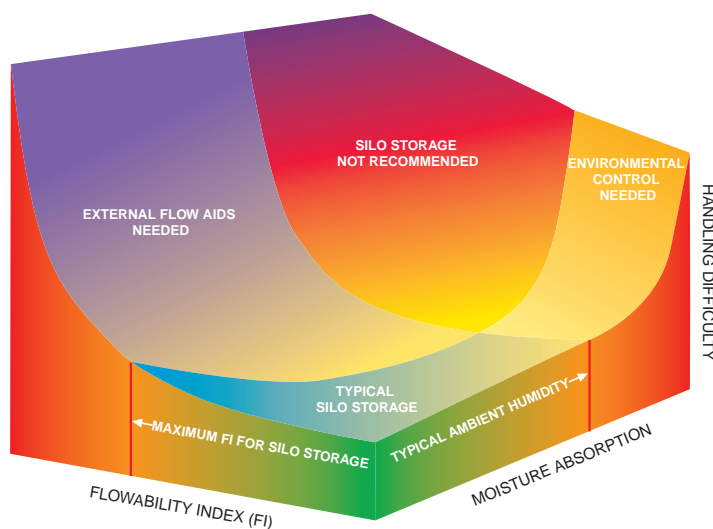 SILO STORAGE
NOT RECOMMENDED
ENVIRONMENTAL
CONTROL
NEEDED
EXTERNAL FLOW AIDS
NEEDED
HANDLING DIFFICULTY
TYPICAL
SILO STORAGE
MAXIMUM FI FOR SILO STORAGE
TYPICAL AMBIENT HUMIDITY
FLOWABILITY INDEX (FI)
MOISTURE ABSORPTION